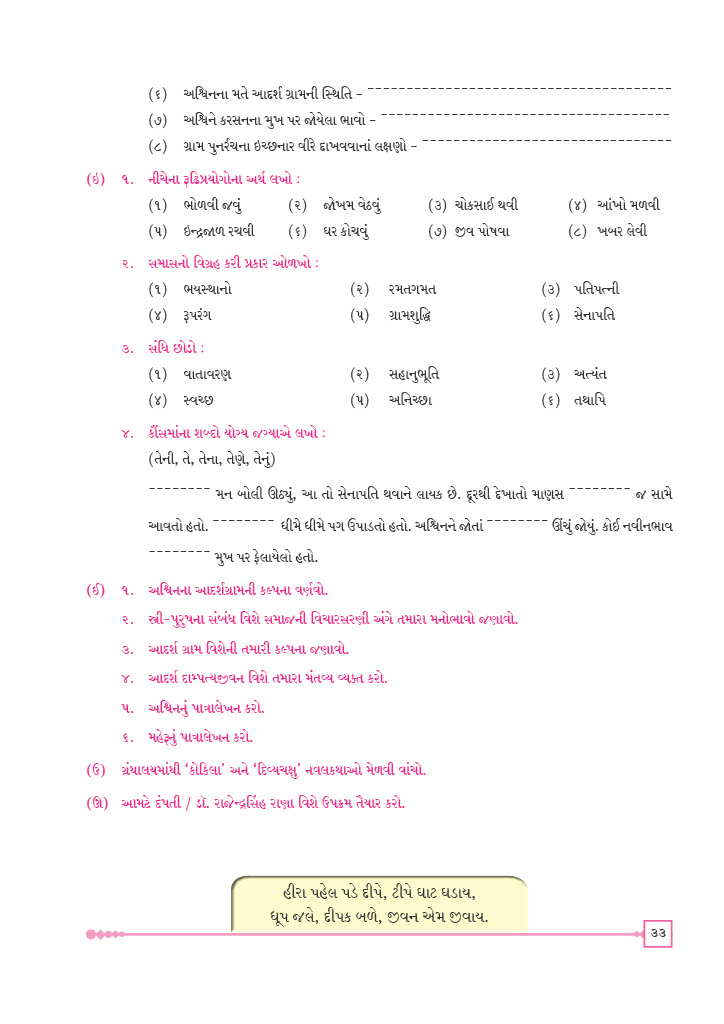 (૬) અશ્વિનના મતે આદર્શ ગ્રામની સ્થિતિ – ---------------------------------------
(૭) અશ્વિને કરસનના મુખ પર જોયેલા ભાવો – -------------------------------------
(૮) ગ્રામ પુનર્રચના ઇચ્છનાર વીરે દાખવવાનાં લક્ષણો – --------------------------------
(ઇ) ૧. નીચેના રૂઢિપ્રયોગોના અર્થ લખો :
(૧) ભોળવી જવું (૨) જોખમ વેઠવું (૩) ચોકસાઈ થવી (૪) આંખો મળવી
(૫) ઇન્દ્રજાળ રચવી (૬) ઘર કોચવું (૭) જીવ પોષવા (૮) ખબર લેવી
૨. સમાસનો વિગ્રહ કરી પ્રકાર ઓળખો :
(૧) ભયસ્થાનો (૨) રમતગમત (૩) પતિપત્ની
(૪) રૂપરંગ (૫) ગ્રામશુદ્ધિ (૬) સેનાપતિ
૩. સંધિ છોડો :
(૧) વાતાવરણ (૨) સહાનુભૂતિ (૩) અત્યંત
(૪) સ્વચ્છ (૫) અનિચ્છા (૬) તથાપિ
૪. કૌંસમાંના શબ્દો યોગ્ય જગ્યાએ લખો :
(તેની, તે, તેના, તેણે, તેનું)
-------- મન બોલી ઊઠ્યું, આ તો સેનાપતિ થવાને લાયક છે. દૂરથી દેખાતો માણસ -------- જ સામે
આવતો હતો. -------- ધીમે ધીમે પગ ઉપાડતો હતો. અશ્વિનને જોતાં -------- ઊંચું જોયું. કોઈ નવીનભાવ
-------- મુખ પર ફેલાયેલો હતો.
(ઈ) ૧. અશ્વિનના આદર્શગ્રામની કલ્પના વર્ણવો.
૨. સ્ત્રી-પુરુષના સંબંધ વિશે સમાજની વિચારસરણી અંગે તમારા મનોભાવો જણાવો.
૩. આદર્શ ગ્રામ વિશેની તમારી કલ્પના જણાવો.
૪. આદર્શ દામ્પત્યજીવન વિશે તમારા મંતવ્ય વ્યક્ત કરો.
૫. અશ્વિનનું પાત્રાલેખન કરો.
૬. મહેરૂનું પાત્રાલેખન કરો.
(ઉ) ગ્રંથાલયમાંથી ‘કોકિલા’ અને ‘દિવ્યચક્ષુ’ નવલકથાઓ મેળવી વાંચો.
(ઊ) આમટે દંપતી / ડૉ. રાજેન્દ્રસિંહ રાણા વિશે ઉપક્રમ તૈયાર કરો.
હીરા પહેલ પડે દીપે, ટીપે ઘાટ ઘડાય,
ધૂપ જલે, દીપક બળે, જીવન એમ જીવાય.
૩૩